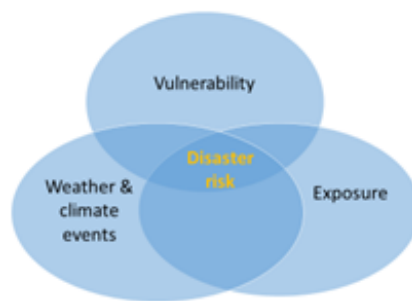 Vulnerability
Disaster
risk
Weather &
climate
events
Exposure